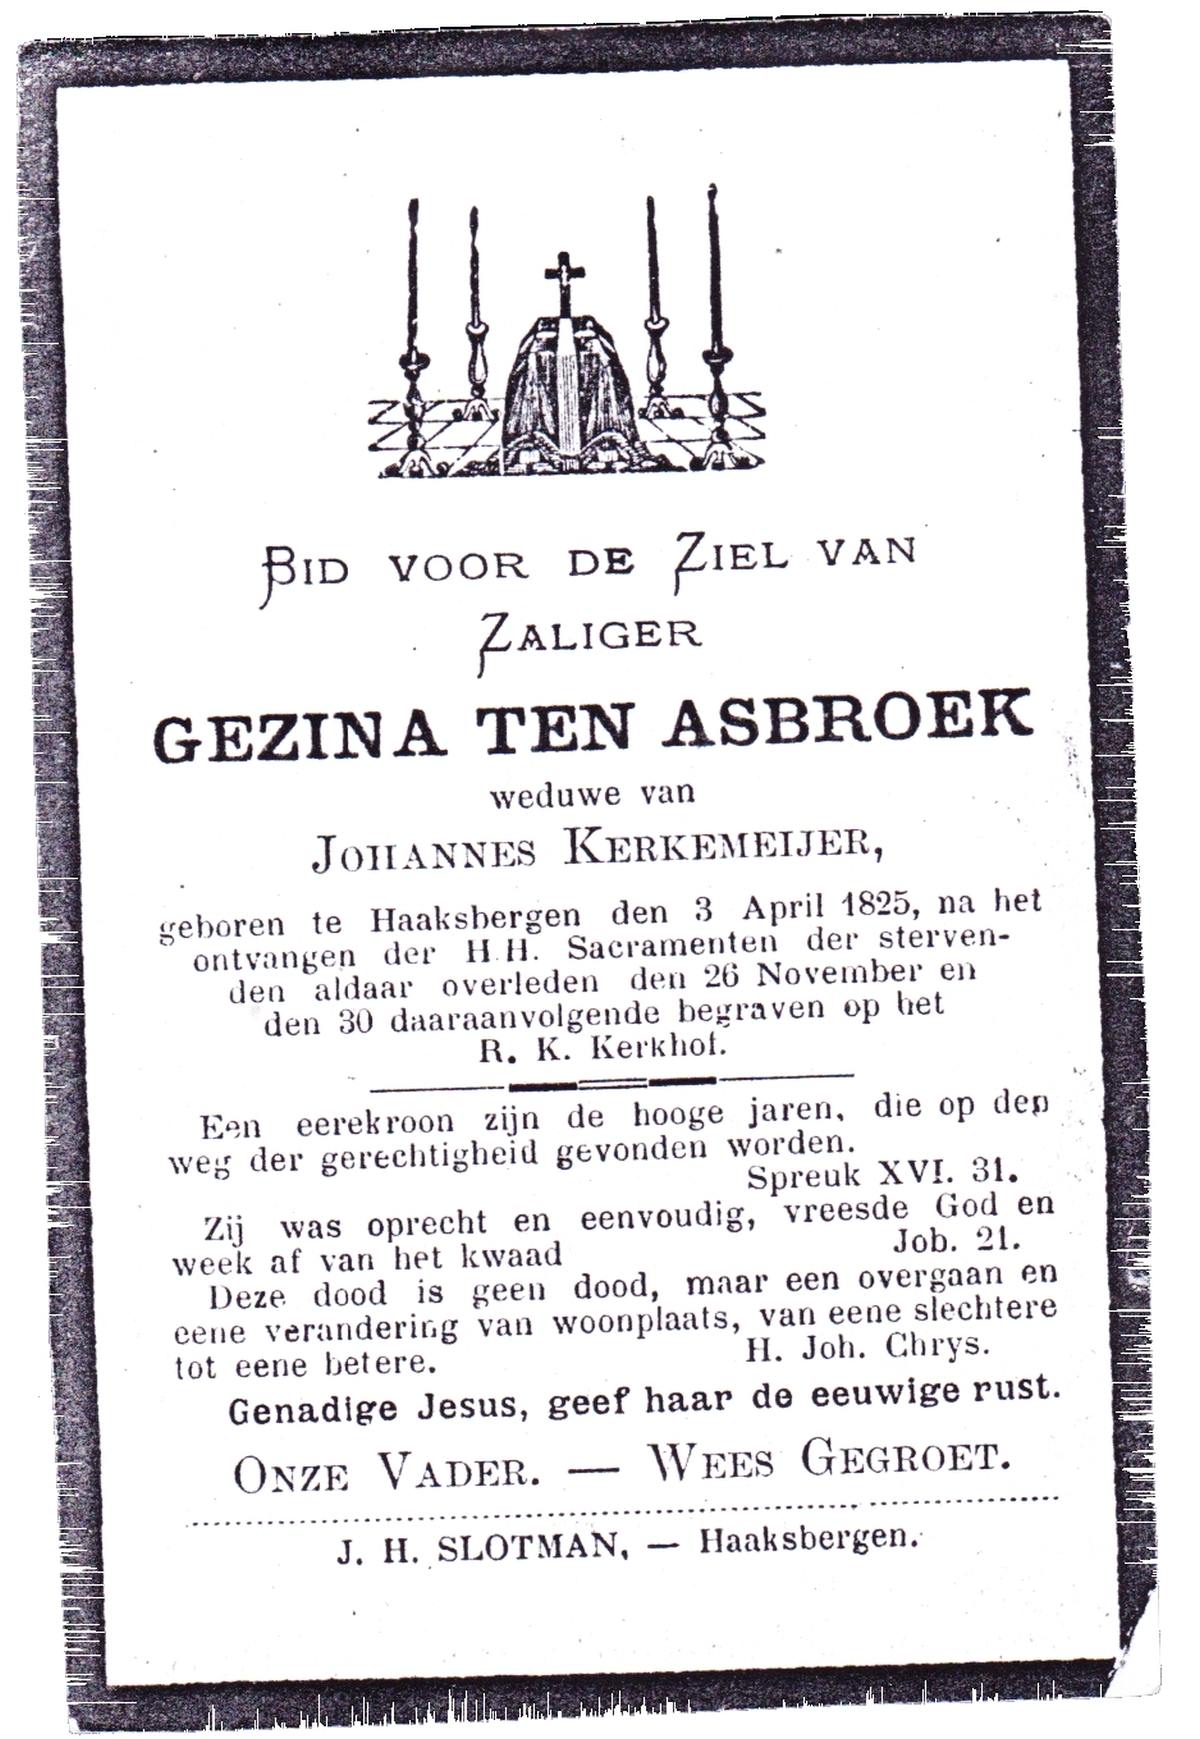 BID VOOR DE ZIEL VAN
ZALIGER
GEZINA TEN ASBROEK
weduwe van
JOHANNES KERKEMEIJER,
geboren te Haaksbergen den 3 April 1825, na het
ontvangen der H.H. Sacramenten der sterven-
den aldaar overleden den 26 November en
den 30 daaraanvolgende begraven op het
R. K. Kerkhof.
Een eerekroon zijn de hooge jaren, die op den
weg der gerechtigheid gevonden worden.
Spreuk XVI. 31.
Zij was oprecht en eenvoudig, vreesde God en
week af van het kwaad Job. 21.
Deze dood is geen dood, maar een overgaan en
eene verandering van woonplaats, van eene slechtere
tot eene betere. H. Joh. Chrys.
Genadige Jesus, geef haar de eeuwige rust.
ONZE VADER. — WEES GEGROET.
J. H. SLOTMAN, — Haaksbergen.